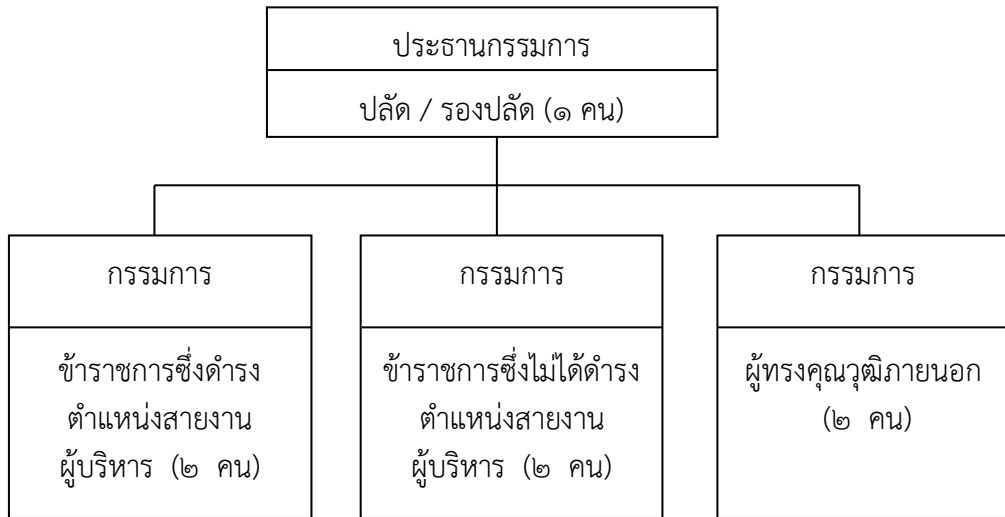 ประธานกรรมการ
ปลัด / รองปลัด (๑ คน)
กรรมการ
ข้าราชการซึ่งดำรง
ตำแหน่งสายงาน
ผู้บริหาร (๒ คน)
กรรมการ
ข้าราชการซึ่งไม่ได้ดำรง
ตำแหน่งสายงาน
ผู้บริหาร (๒ คน)
กรรมการ
ผู้ทรงคุณวุฒิภายนอก
(๒ คน)